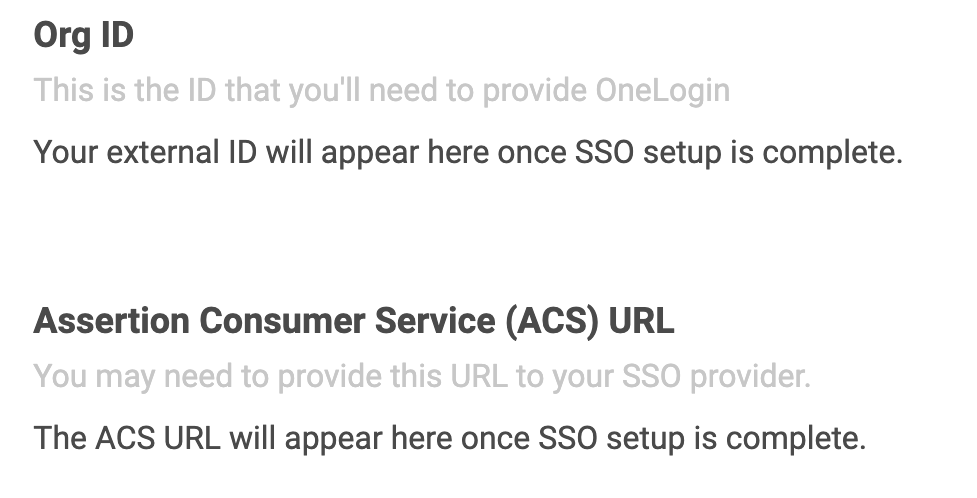 Org ID
This is the ID that you'll need to provide OneLogin
Your external ID will appear here once SSO setup is complete.
Assertion Consumer Service (ACS) URL
You may need to provide this URL to your SSO provider.
The ACS URL will appear here once SSO setup is complete.